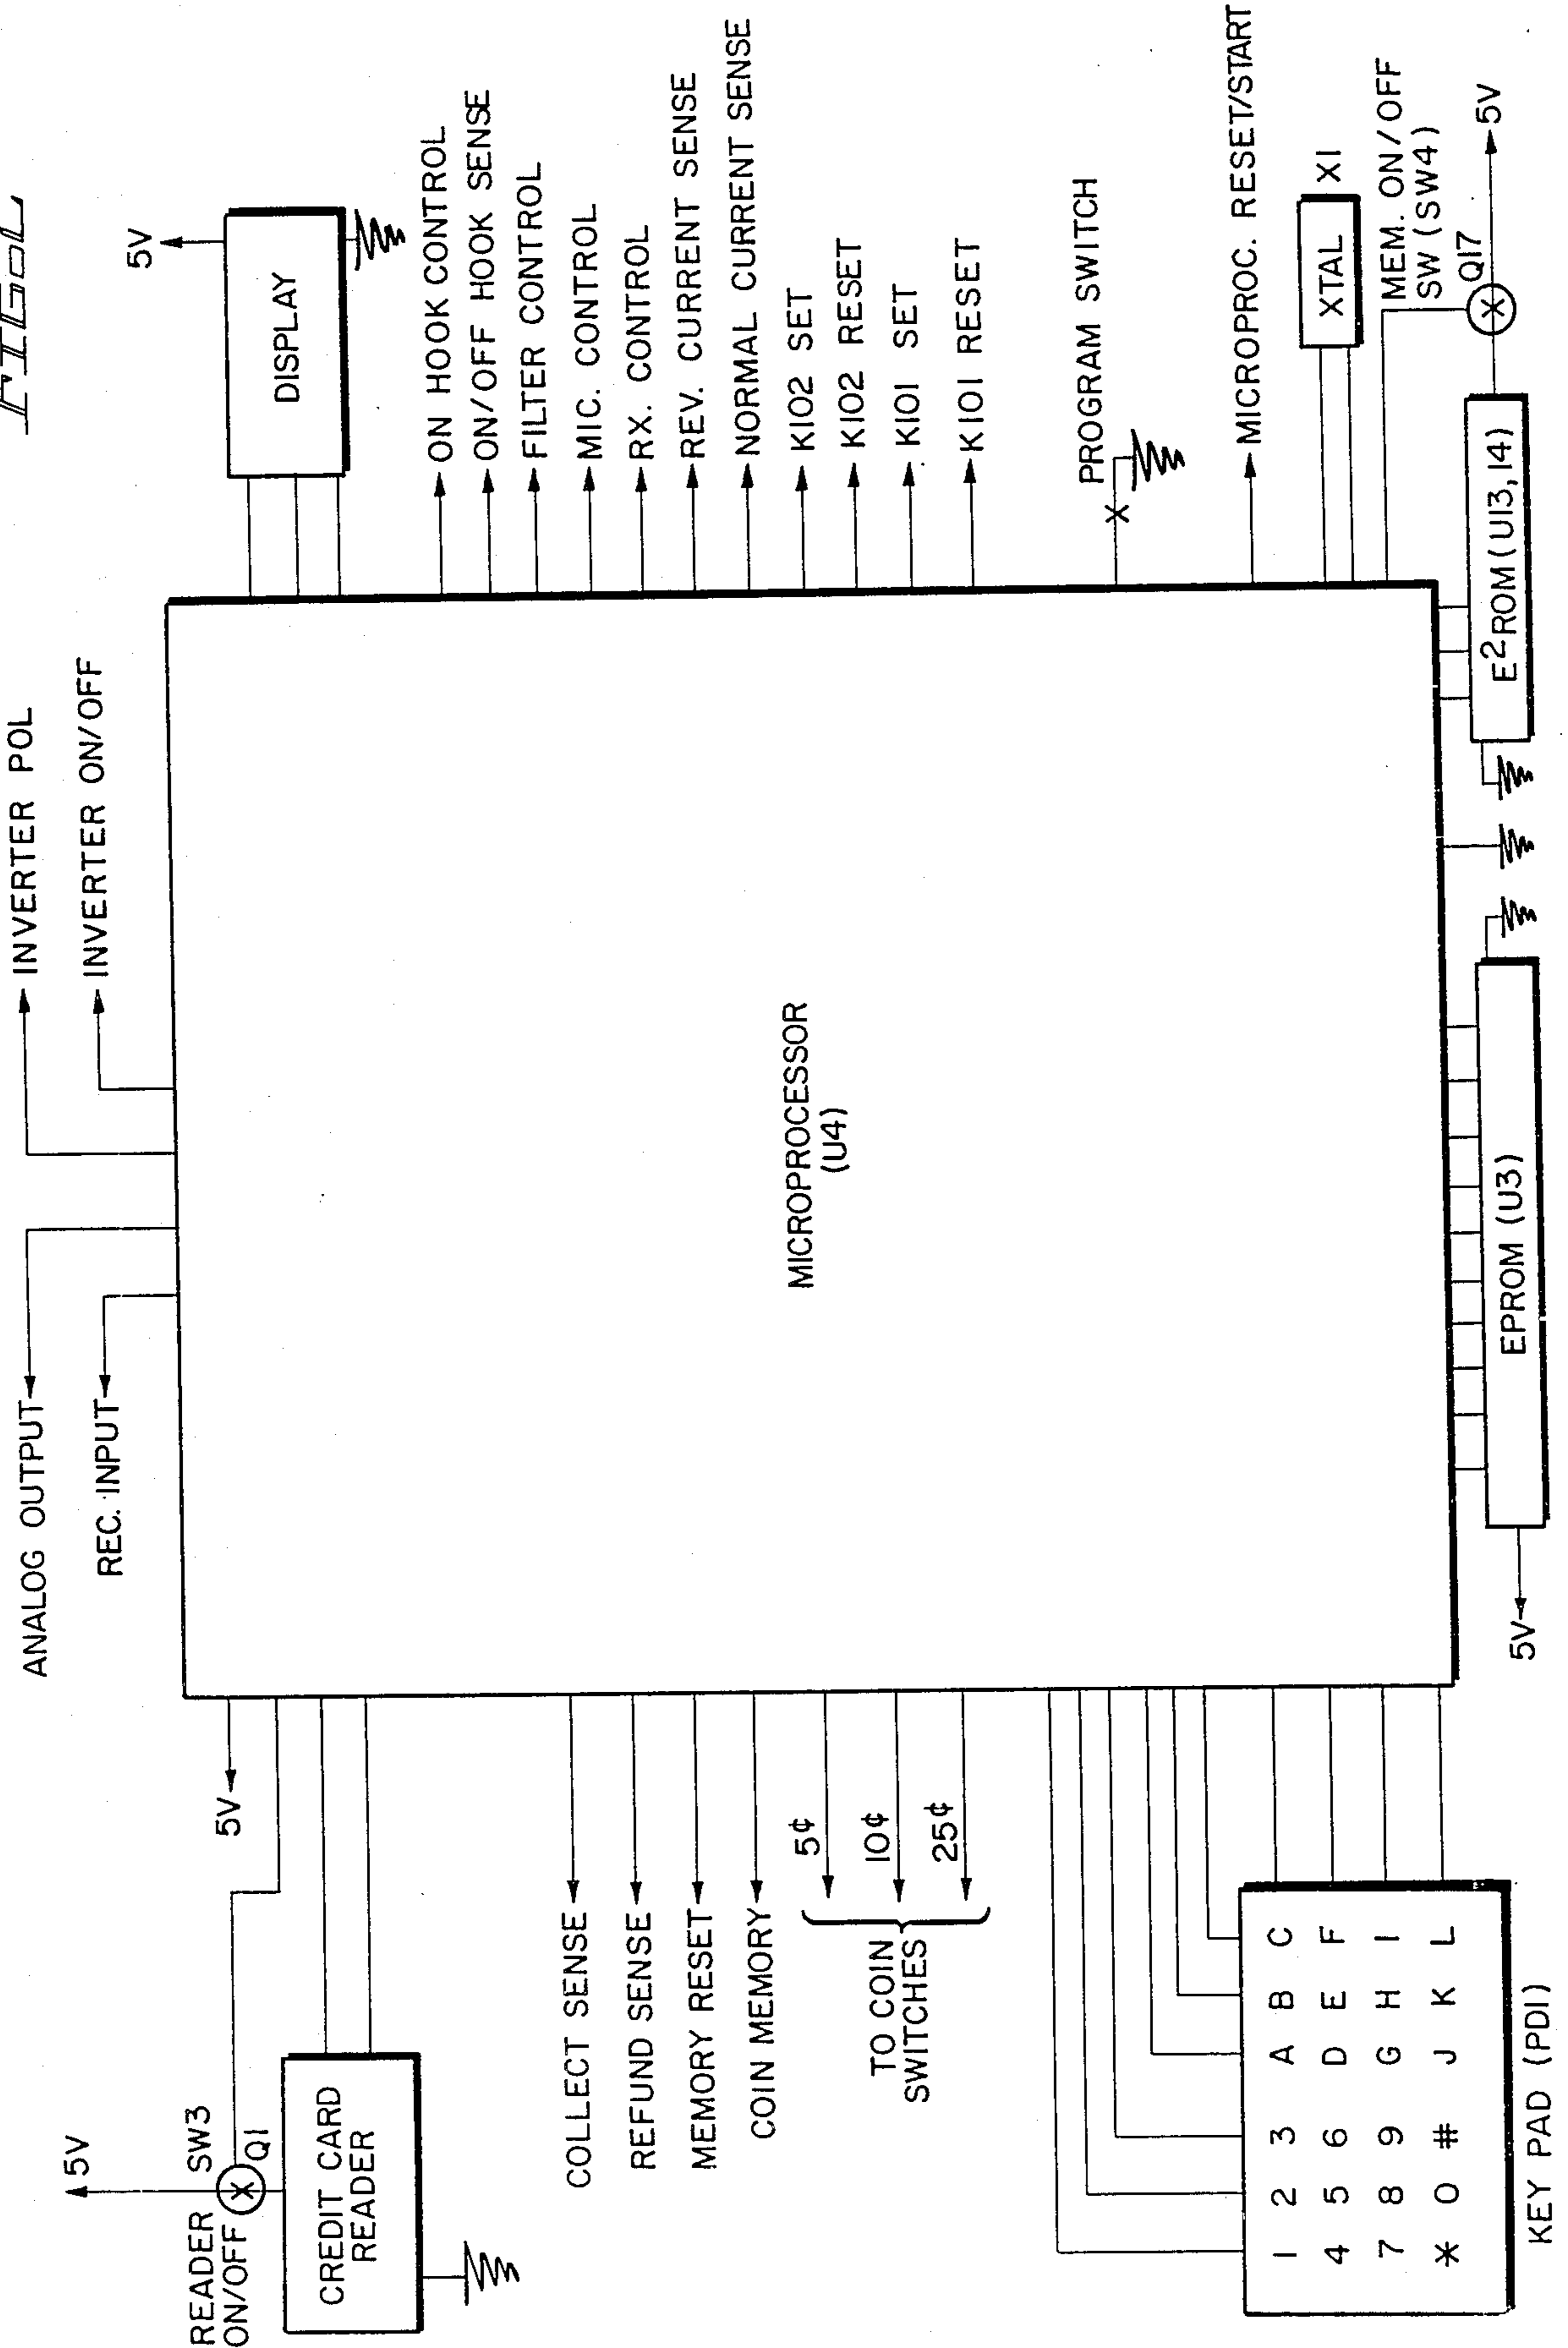 INVERTER POL
INVERTER ON/OFF
ANALOG OUTPUT
REC. INPUT
5V
DISPLAY
ON HOOK CONTROL
ON/OFF HOOK SENSE
FILTER CONTROL
MIC. CONTROL
RX. CONTROL
REV. CURRENT SENSE
NORMAL CURRENT SENSE
K102 SET
K102 RESET
K101 SET
K101 RESET
PROGRAM SWITCH
MICROPROC. RESET/START
XTAL
X1
MEM. ON/OFF
SW (SW4)
Q17
5V
E2ROM (U13, 14)
MICROPROCESSOR
(U4)
EPROM (U3)
5V
5V
5V
READER
ON/OFF
SW3
Q1
CREDIT CARD
READER
COLLECT SENSE
REFUND SENSE
MEMORY RESET
COIN MEMORY
5¢
10¢
25¢
TO COIN
SWITCHES
1 2 3 A B C
4 5 6 D E F
7 8 9 G H I
* 0 # J K L
KEY PAD (PD1)